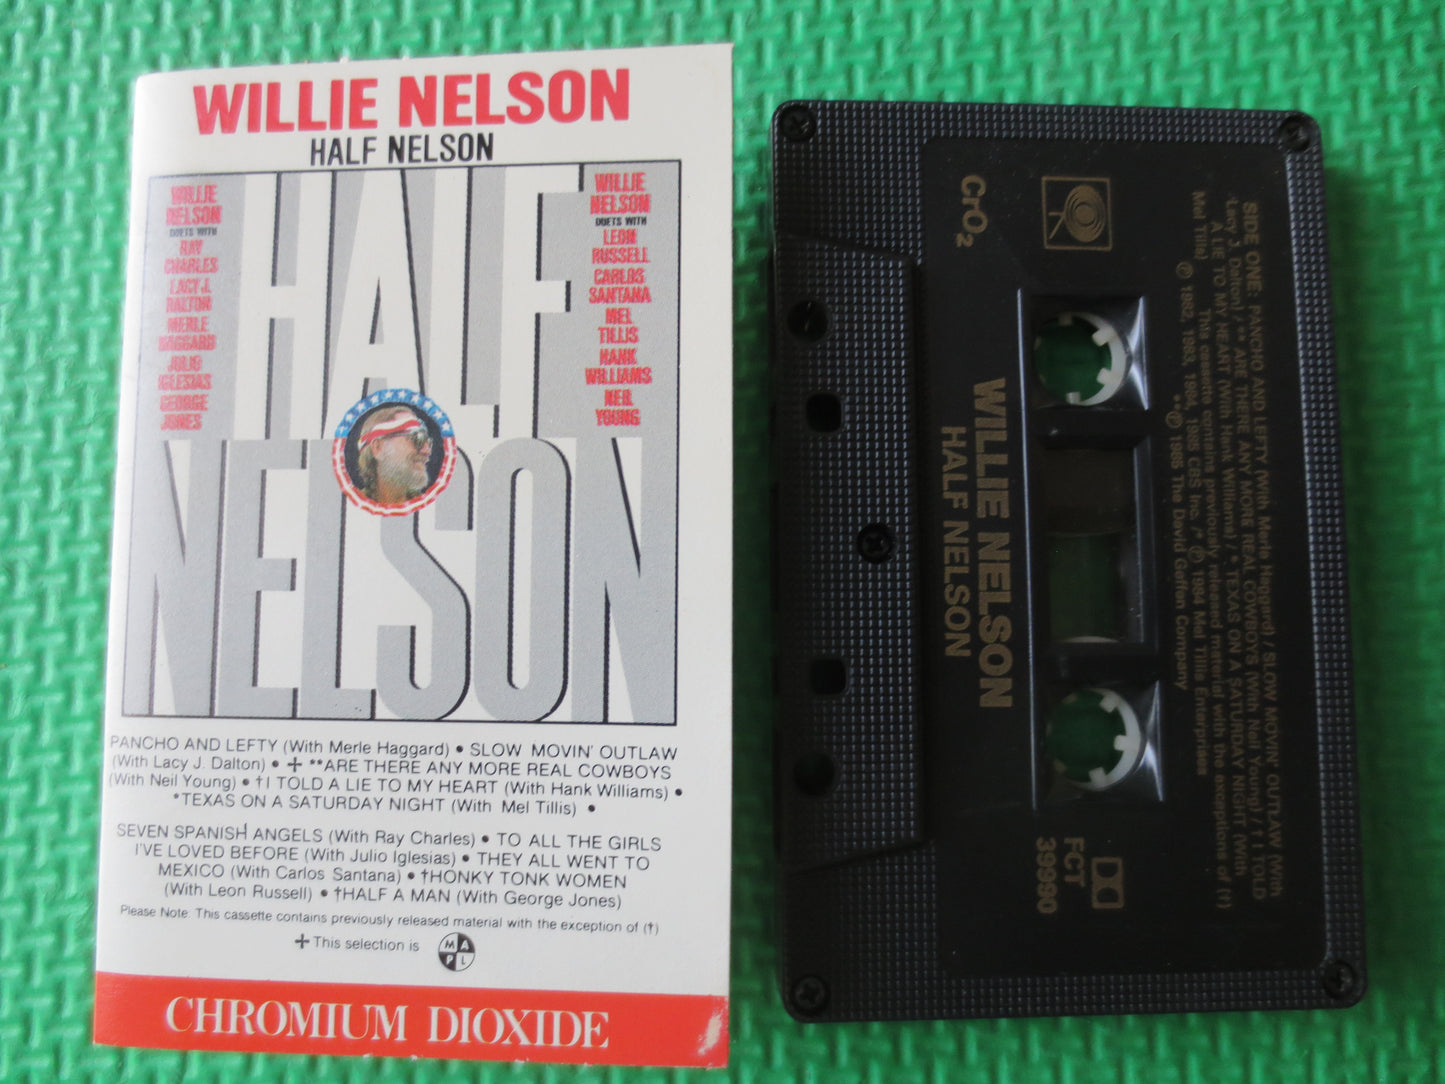 WILLIE NELSON
HALF NELSON
WILLIE
NELSON
DUETS WITH
RAY
CHARLES
LACY J.
DALTON
MERLE
HAGGARD
JULIO
IGLESIAS
GEORGE
JONES
WILLIE
NELSON
DUETS WITH
LEON
RUSSELL
CARLOS
SANTANA
MEL
TILLIS
HANK
WILLIAMS
NEIL
YOUNG
HALF
NELSON
PANCHO AND LEFTY (With Merle Haggard) • SLOW MOVIN' OUTLAW
(With Lacy J. Dalton) • ✢ **ARE THERE ANY MORE REAL COWBOYS
(With Neil Young) • †I TOLD A LIE TO MY HEART (With Hank Williams) •
*TEXAS ON A SATURDAY NIGHT (With Mel Tillis) •
SEVEN SPANISH ANGELS (With Ray Charles) • TO ALL THE GIRLS
I'VE LOVED BEFORE (With Julio Iglesias) • THEY ALL WENT TO
MEXICO (With Carlos Santana) • †HONKY TONK WOMEN
(With Leon Russell) • †HALF A MAN (With George Jones)
Please Note: This cassette contains previously released material with the exception of (†)
✢ This selection is
M A
P L
CHROMIUM DIOXIDE
SIDE ONE: PANCHO AND LEFTY (With Merle Haggard) / SLOW MOVIN' OUTLAW (With
Lacy J. Dalton) / ** ARE THERE ANY MORE REAL COWBOYS (With Neil Young) / † I TOLD
A LIE TO MY HEART (With Hank Williams) / * TEXAS ON A SATURDAY NIGHT (With
Mel Tillis) This cassette contains previously released material with the exceptions of (†)
℗ 1982, 1983, 1984, 1985 CBS Inc. / * ℗ 1984 Mel Tillis Enterprises
**℗ 1985 The David Geffen Company
CrO₂
WILLIE NELSON
HALF NELSON
FCT
39990